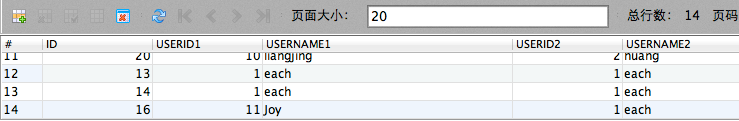 页面大小： 20 总行数： 14 页码
# ID USERID1 USERNAME1 USERID2 USERNAME2
11 20 10 liangjing 2 huang
12 13 1 each 1 each
13 14 1 each 1 each
14 16 11 Joy 1 each